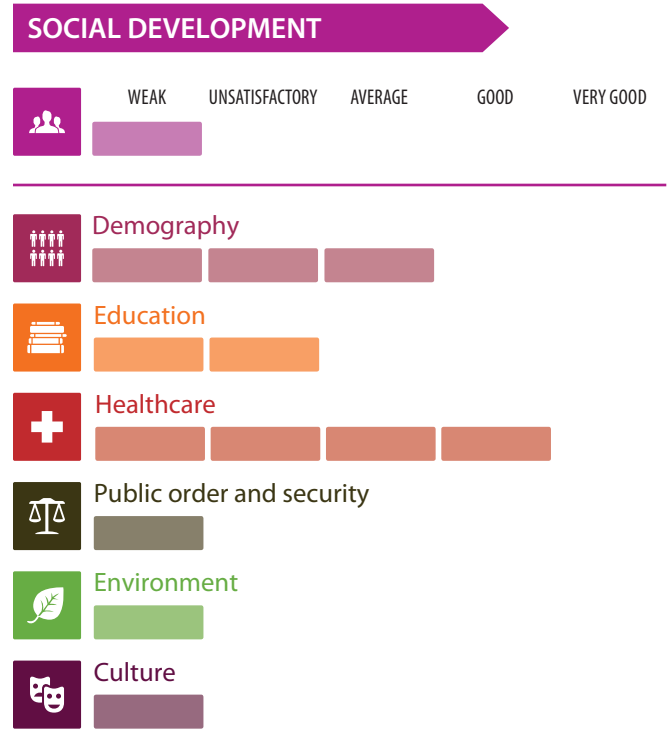 SOCIAL DEVELOPMENT
WEAK UNSATISFACTORY AVERAGE GOOD VERY GOOD
Demography
Education
Healthcare
Public order and security
Environment
Culture